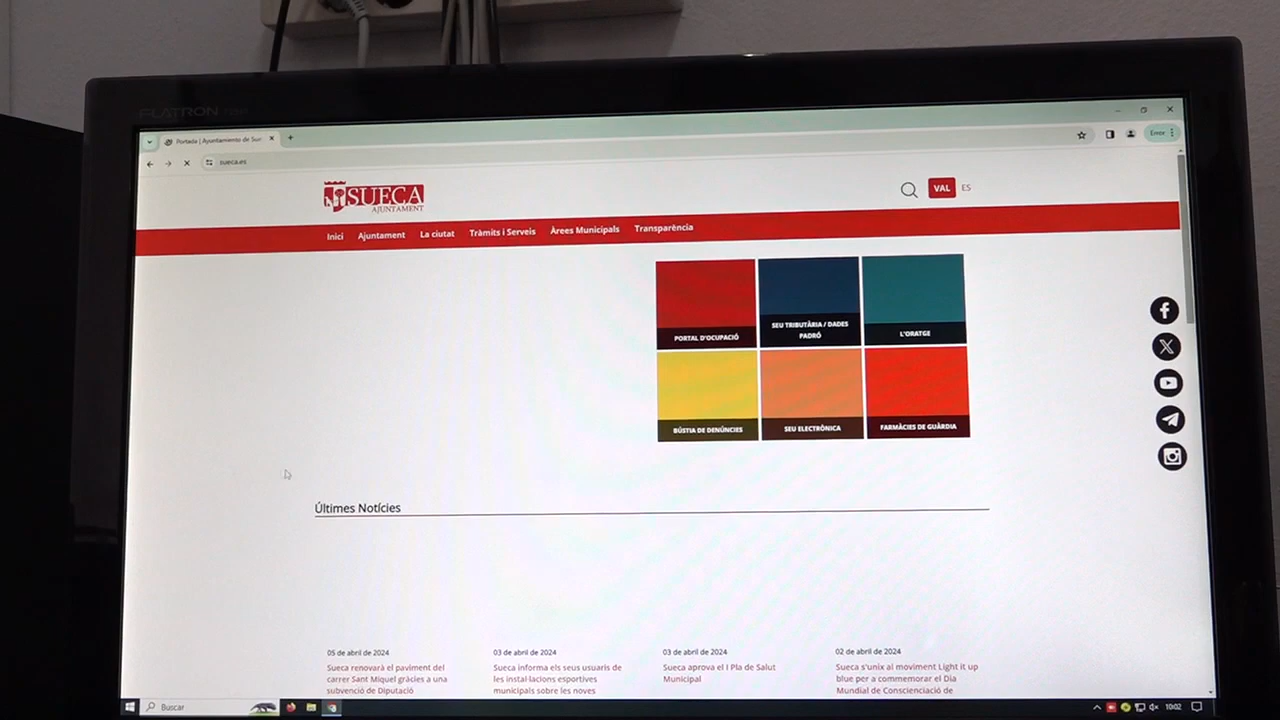 FLATRON
Portada | Ayuntamiento de Sue
Error
sueca.es
SUECA
AJUNTAMENT
VAL ES
Inici Ajuntament La ciutat Tràmits i Serveis Àrees Municipals Transparència
PORTAL D'OCUPACIÓ
SEU TRIBUTÀRIA / DADES
PADRÓ
L'ORATGE
BÚSTIA DE DENÚNCIES
SEU ELECTRÒNICA
FARMÀCIES DE GUÀRDIA
Últimes Notícies
05 de abril de 2024
Sueca renovarà el paviment del
carrer Sant Miquel gràcies a una
subvenció de Diputació
03 de abril de 2024
Sueca informa els seus usuaris de
les instal·lacions esportives
municipals sobre les noves
03 de abril de 2024
Sueca aprova el I Pla de Salut
Municipal
02 de abril de 2024
Sueca s'unix al moviment Light it up
blue per a commemorar el Dia
Mundial de Conscienciació de
Buscar
10:02